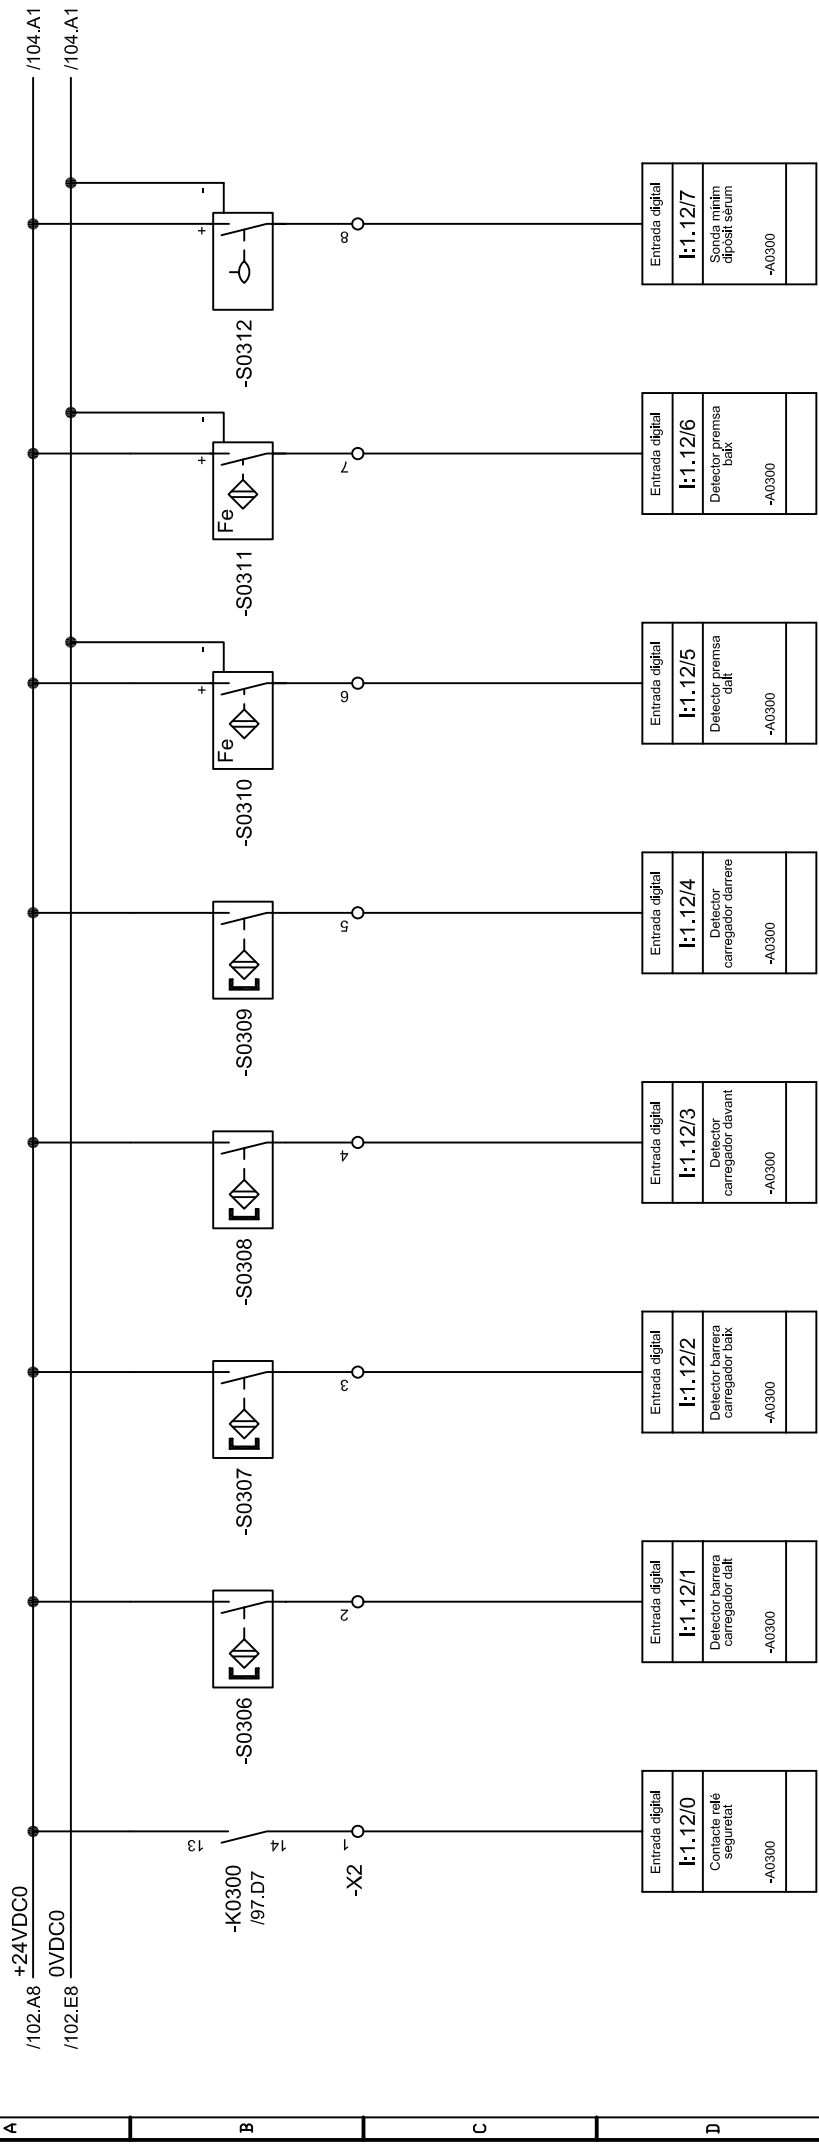 /102.A8
+24VDC0
/104.A1
/102.E8
0VDC0
/104.A1
A
B
C
D
13
14
-K0300
/97.D7
-X2
1
Entrada digital
I:1.12/0
Contacte relé
seguretat
-A0300
-S0306
2
Entrada digital
I:1.12/1
Detector barrera
carregador dalt
-A0300
-S0307
3
Entrada digital
I:1.12/2
Detector barrera
carregador baix
-A0300
-S0308
4
Entrada digital
I:1.12/3
Detector
carregador davant
-A0300
-S0309
5
Entrada digital
I:1.12/4
Detector
carregador darrere
-A0300
+
-
Fe
-S0310
6
Entrada digital
I:1.12/5
Detector premsa
dalt
-A0300
+
-
Fe
-S0311
7
Entrada digital
I:1.12/6
Detector premsa
baix
-A0300
+
-
-S0312
8
Entrada digital
I:1.12/7
Sonda mínim
dipòsit sèrum
-A0300